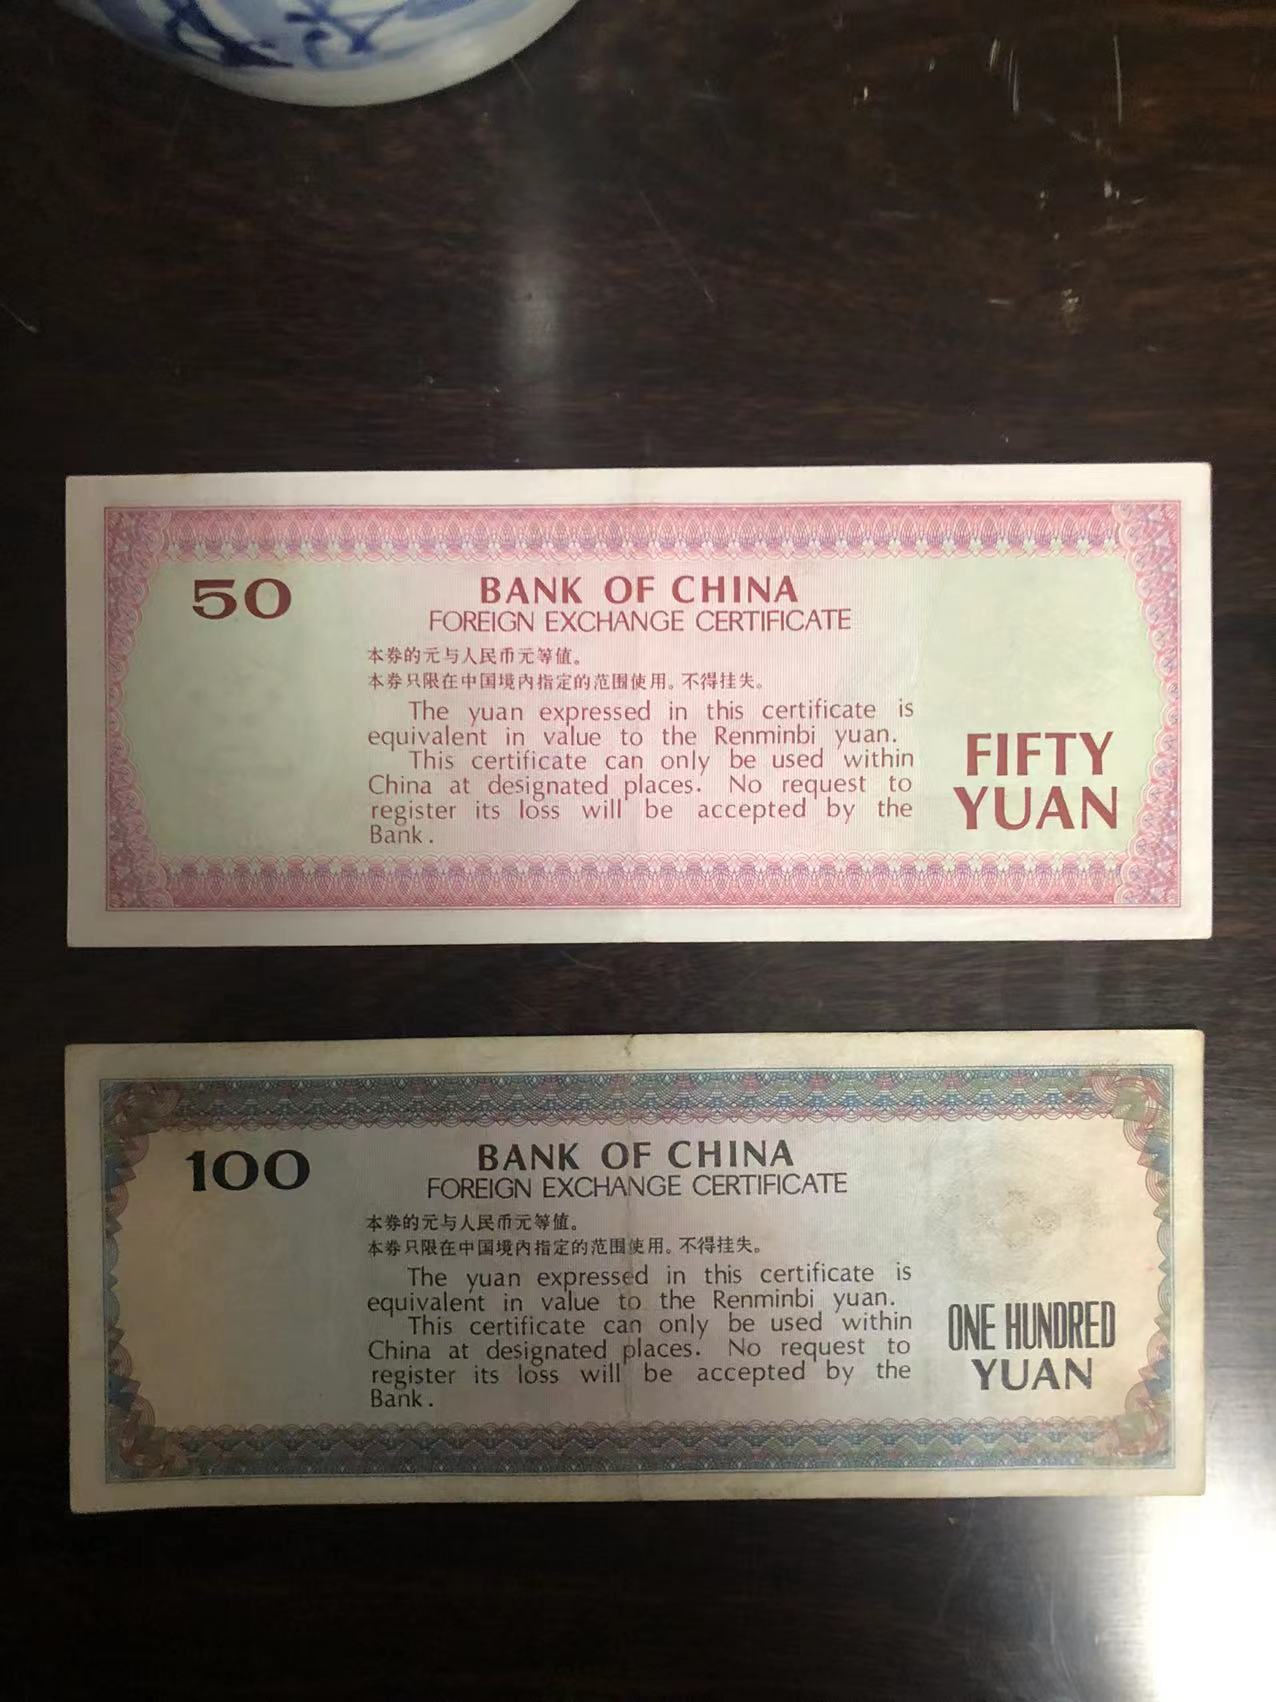 50
BANK OF CHINA
FOREIGN EXCHANGE CERTIFICATE
本券的元与人民币元等值。
本券只限在中国境内指定的范围使用。不得挂失。
The yuan expressed in this certificate is
equivalent in value to the Renminbi yuan.
This certificate can only be used within
China at designated places. No request to
register its loss will be accepted by the
Bank.
FIFTY
YUAN
100
BANK OF CHINA
FOREIGN EXCHANGE CERTIFICATE
本券的元与人民币元等值。
本券只限在中国境内指定的范围使用。不得挂失。
The yuan expressed in this certificate is
equivalent in value to the Renminbi yuan.
This certificate can only be used within
China at designated places. No request to
register its loss will be accepted by the
Bank.
ONE HUNDRED
YUAN